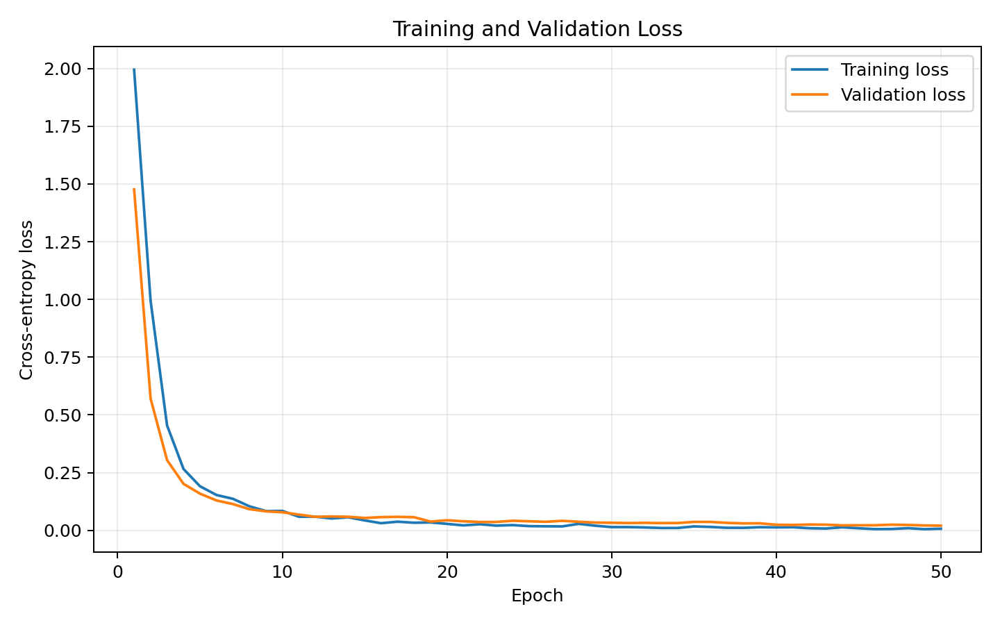 Training and Validation Loss
Training loss
Validation loss
Cross-entropy loss
2.00
1.75
1.50
1.25
1.00
0.75
0.50
0.25
0.00
0 10 20 30 40 50
Epoch